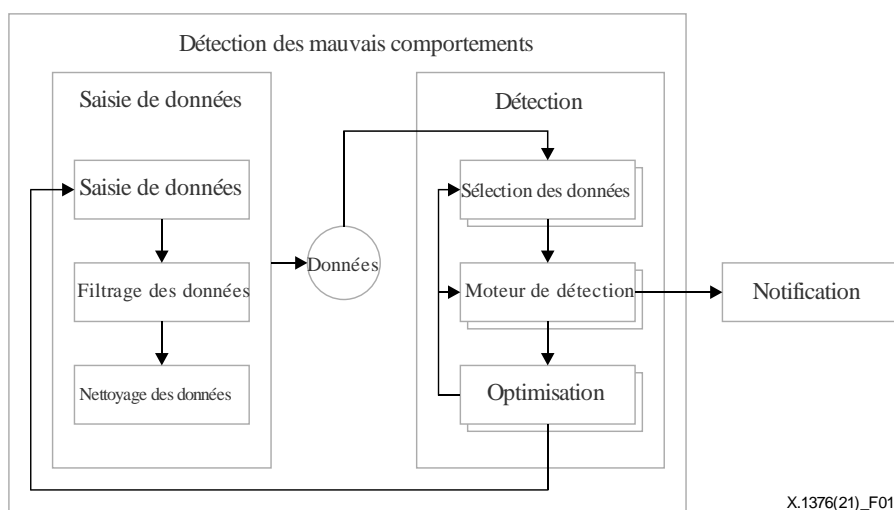 Détection des mauvais comportements
Saisie de données
Saisie de données
Filtrage des données
Nettoyage des données
Données
Détection
Sélection des données
Moteur de détection
Optimisation
Notification
X.1376(21)_F01